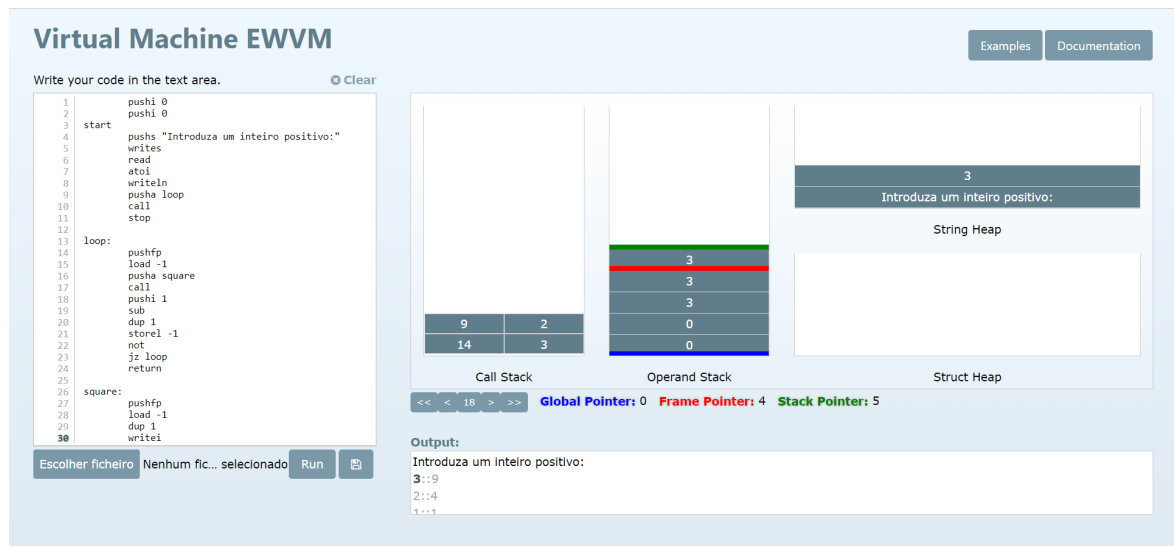 Virtual Machine EWVM
Examples
Documentation
Write your code in the text area.
Clear
1 pushi 0
2 pushi 0
3 start
4 pushs "Introduza um inteiro positivo:"
5 writes
6 read
7 atoi
8 writeln
9 pusha loop
10 call
11 stop
12
13 loop:
14 pushfp
15 load -1
16 pusha square
17 call
18 pushi 1
19 sub
20 dup 1
21 storel -1
22 not
23 jz loop
24 return
25
26 square:
27 pushfp
28 load -1
29 dup 1
30 writei
Escolher ficheiro Nenhum fic... selecionado Run
9 2
14 3
Call Stack
3
3
3
0
0
Operand Stack
3
Introduza um inteiro positivo:
String Heap
Struct Heap
<< < 18 > >> Global Pointer: 0 Frame Pointer: 4 Stack Pointer: 5
Output:
Introduza um inteiro positivo:
3::9
2::4
1::1